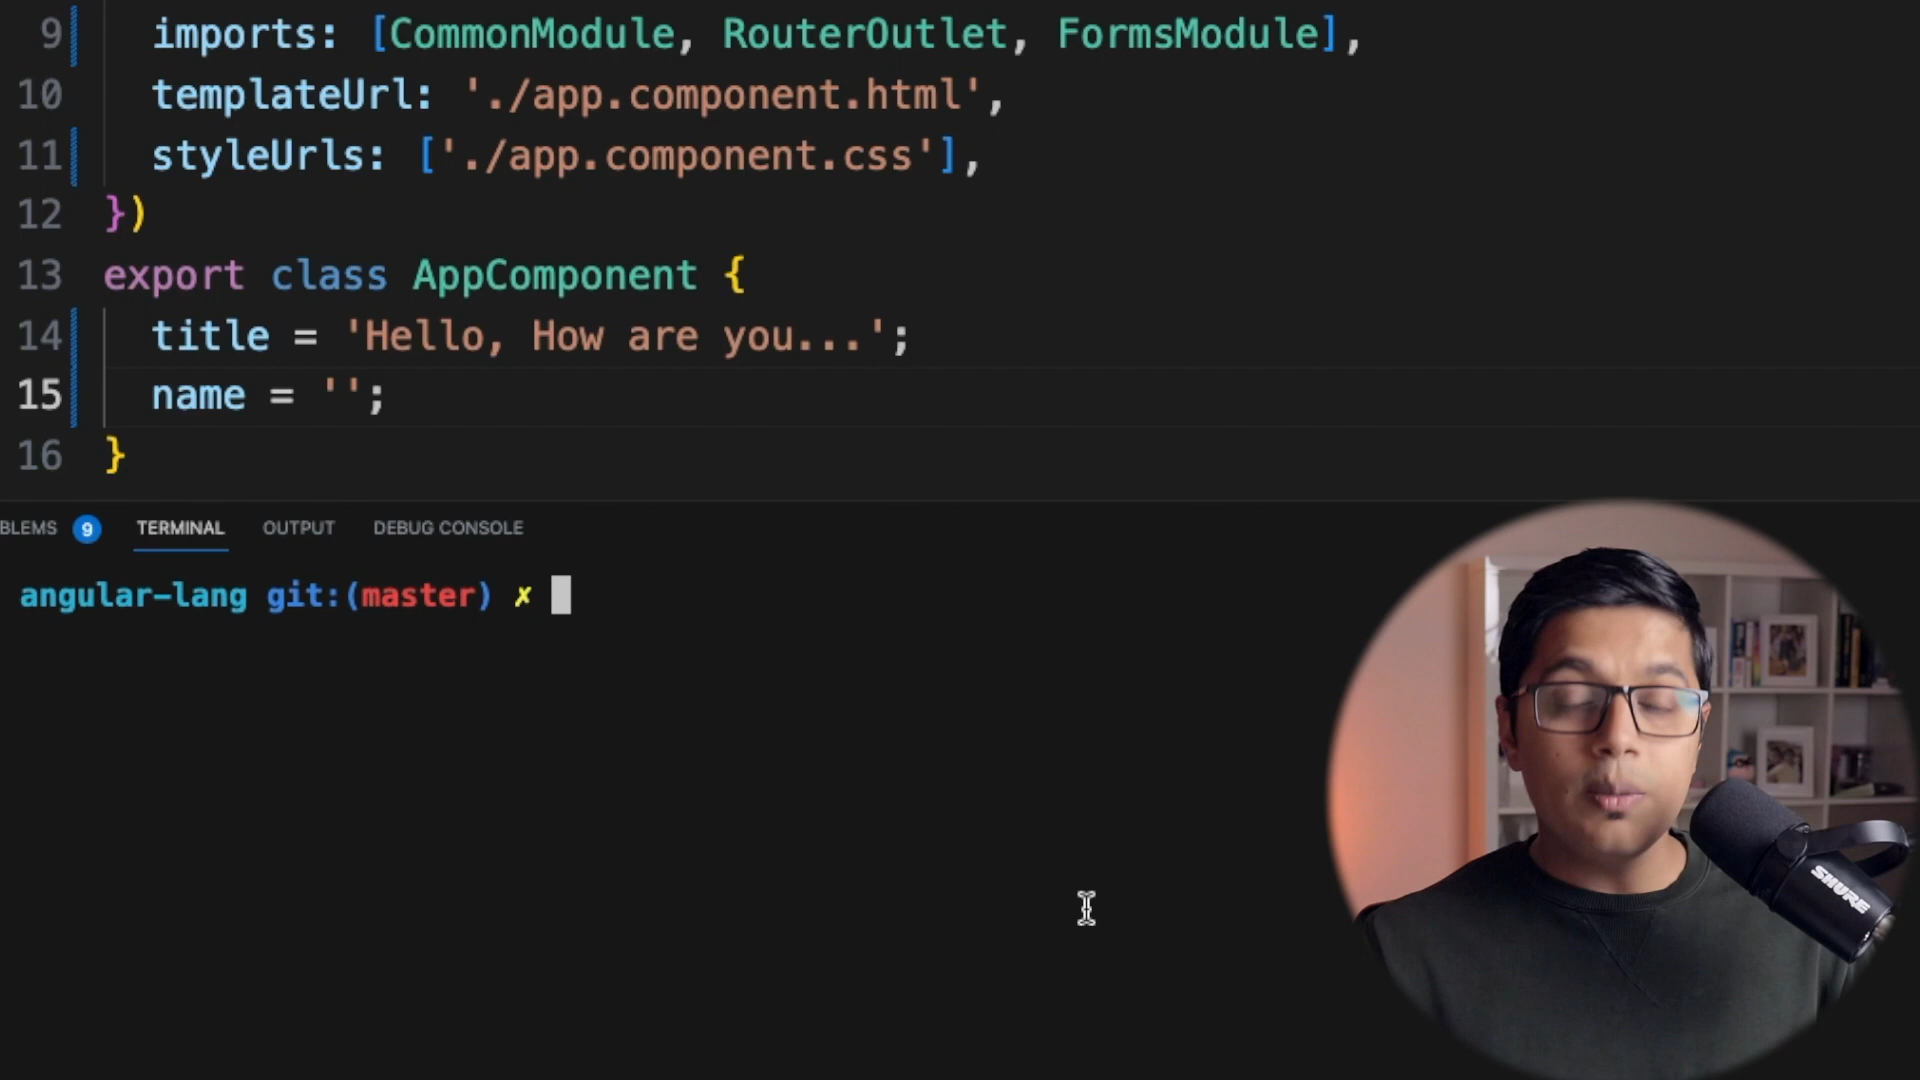 9 imports: [CommonModule, RouterOutlet, FormsModule],
10 templateUrl: './app.component.html',
11 styleUrls: ['./app.component.css'],
12 })
13 export class AppComponent {
14 title = 'Hello, How are you...';
15 name = '';
16 }
BLEMS 9 TERMINAL OUTPUT DEBUG CONSOLE
angular-lang git:(master) ✗
SHURE